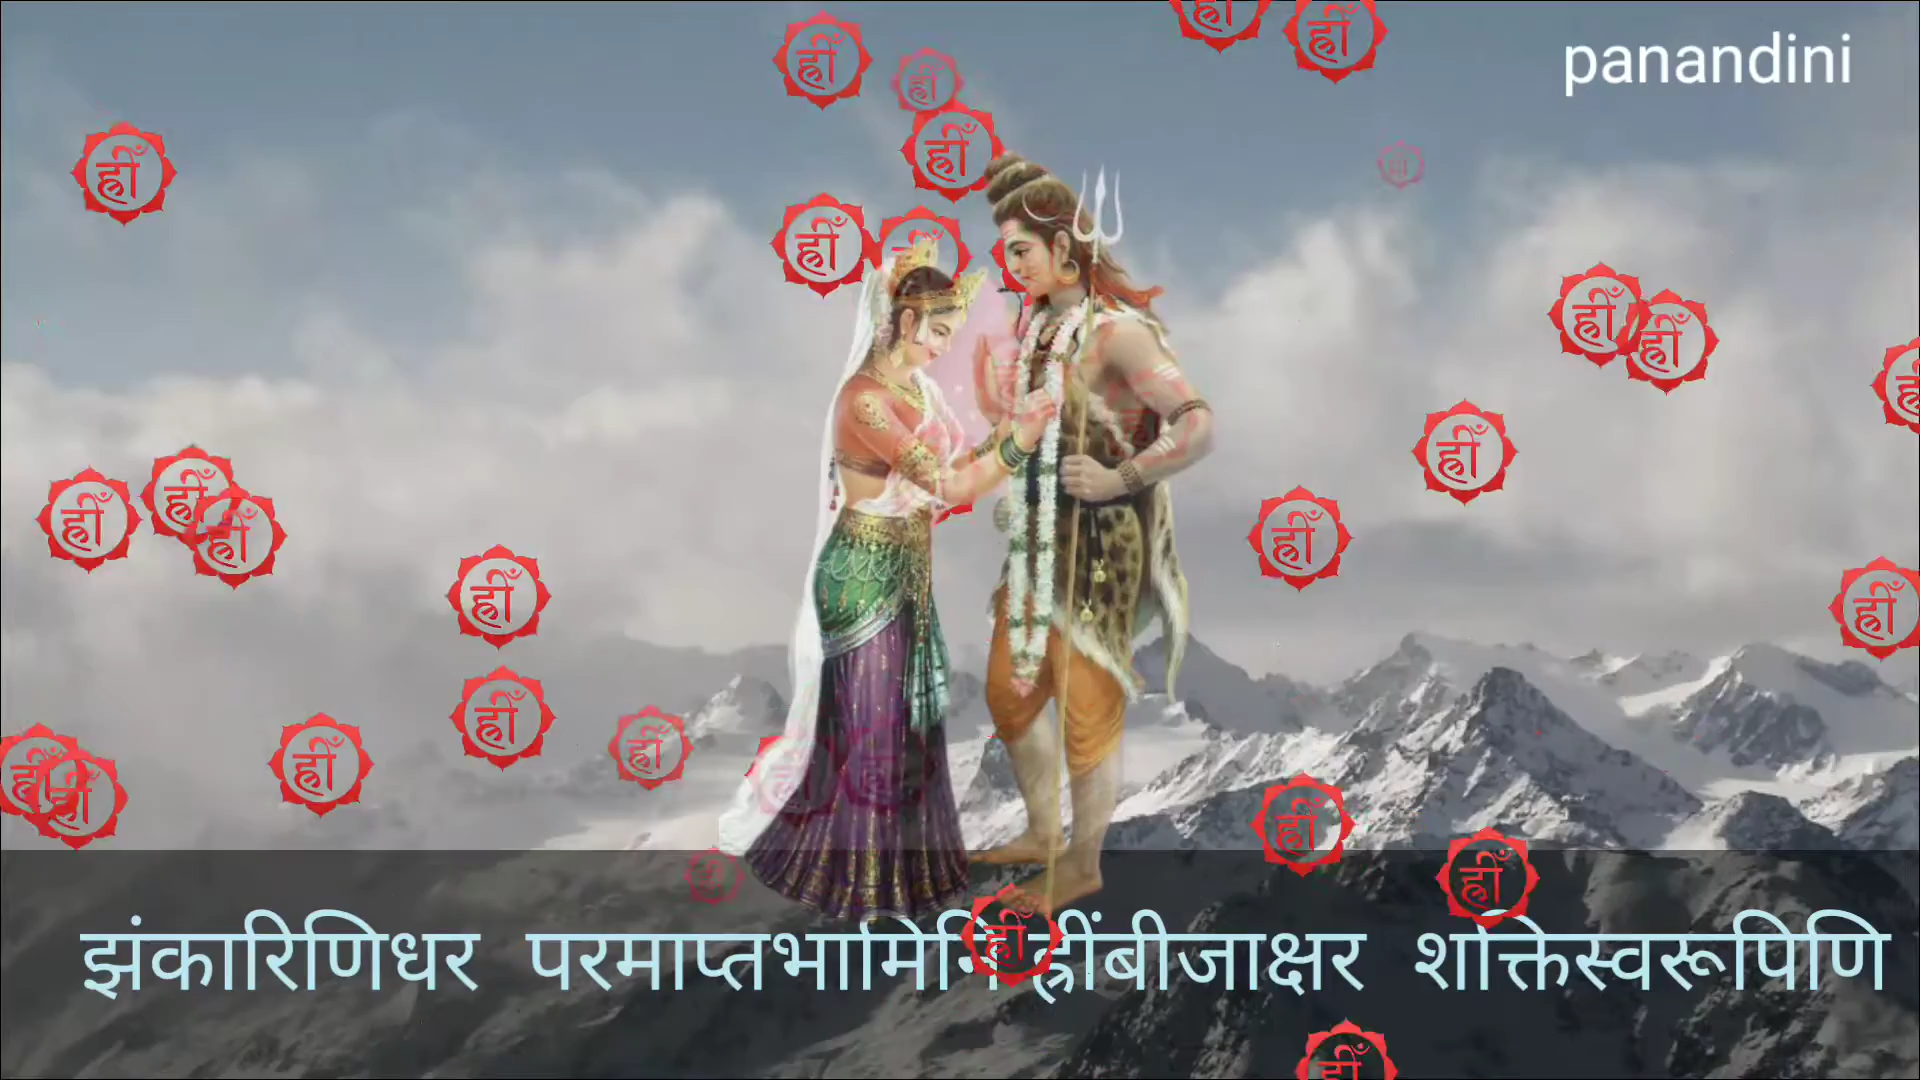 panandini
झंकारिणिधर परमाप्तभामिनि ह्रींबीजाक्षर शक्तिस्वरूपिणि
ह्रीँ